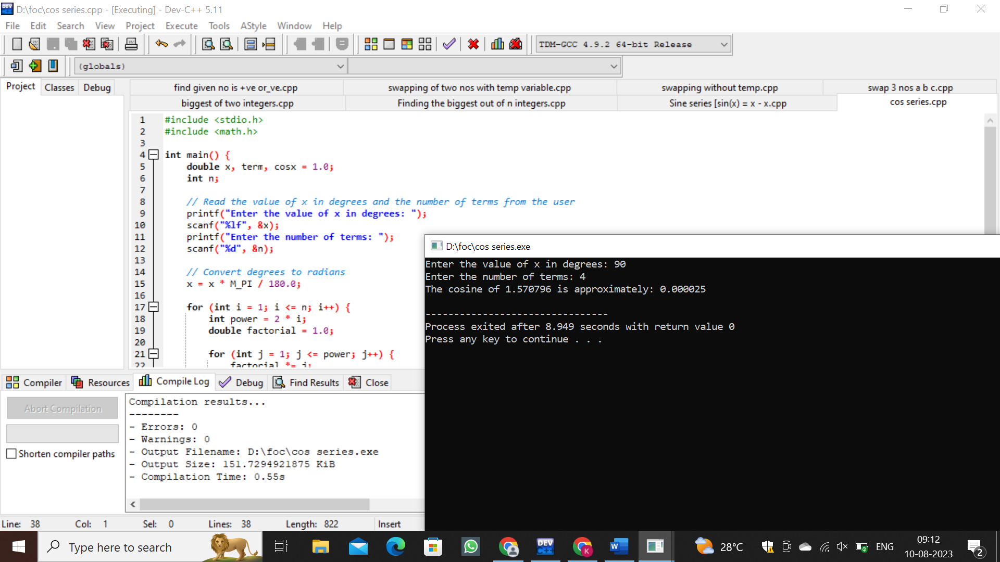 D:\foc\cos series.cpp - [Executing] - Dev-C++ 5.11
File Edit Search View Project Execute Tools AStyle Window Help
TDM-GCC 4.9.2 64-bit Release
(globals)
Project Classes Debug
find given no is +ve or_ve.cpp swapping of two nos with temp variable.cpp swapping without temp.cpp swap 3 nos a b c.cpp
biggest of two integers.cpp Finding the biggest out of n integers.cpp Sine series [sin(x) = x - x.cpp cos series.cpp
1 #include <stdio.h>
2 #include <math.h>
3
4 int main() {
5 double x, term, cosx = 1.0;
6 int n;
7
8 // Read the value of x in degrees and the number of terms from the user
9 printf("Enter the value of x in degrees: ");
10 scanf("%lf", &x);
11 printf("Enter the number of terms: ");
12 scanf("%d", &n);
13
14 // Convert degrees to radians
15 x = x * M_PI / 180.0;
16
17 for (int i = 1; i <= n; i++) {
18 int power = 2 * i;
19 double factorial = 1.0;
20
21 for (int j = 1; j <= power; j++) {
22 factorial *= j;
D:\foc\cos series.exe
Enter the value of x in degrees: 90
Enter the number of terms: 4
The cosine of 1.570796 is approximately: 0.000025
--------------------------------
Process exited after 8.949 seconds with return value 0
Press any key to continue . . .
Compiler Resources Compile Log Debug Find Results Close
Abort Compilation
Shorten compiler paths
Compilation results...
--------
- Errors: 0
- Warnings: 0
- Output Filename: D:\foc\cos series.exe
- Output Size: 151.7294921875 KiB
- Compilation Time: 0.55s
Line: 38 Col: 1 Sel: 0 Lines: 38 Length: 822 Insert
Type here to search
DEV
C++
K
W
28°C
ENG
09:12
10-08-2023
2